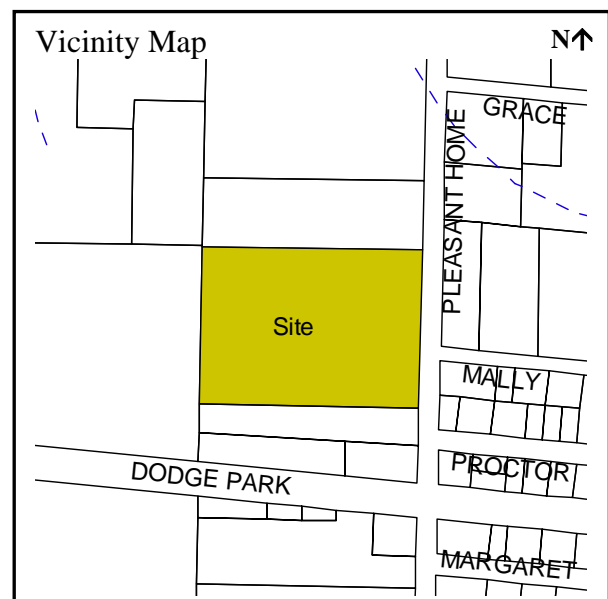 Vicinity Map
N↑
GRACE
PLEASANT HOME
Site
MALLY
PROCTOR
DODGE PARK
MARGARET